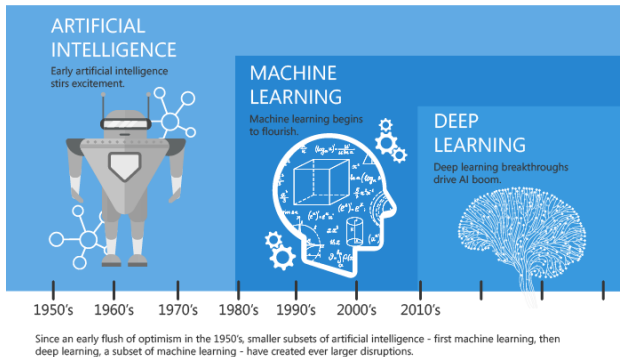 ARTIFICIAL
INTELLIGENCE
Early artificial intelligence
stirs excitement.
MACHINE
LEARNING
Machine learning begins
to flourish.
DEEP
LEARNING
Deep learning breakthroughs
drive AI boom.
1950's 1960's 1970's 1980's 1990's 2000's 2010's
Since an early flush of optimism in the 1950's, smaller subsets of artificial intelligence - first machine learning, then
deep learning, a subset of machine learning - have created ever larger disruptions.